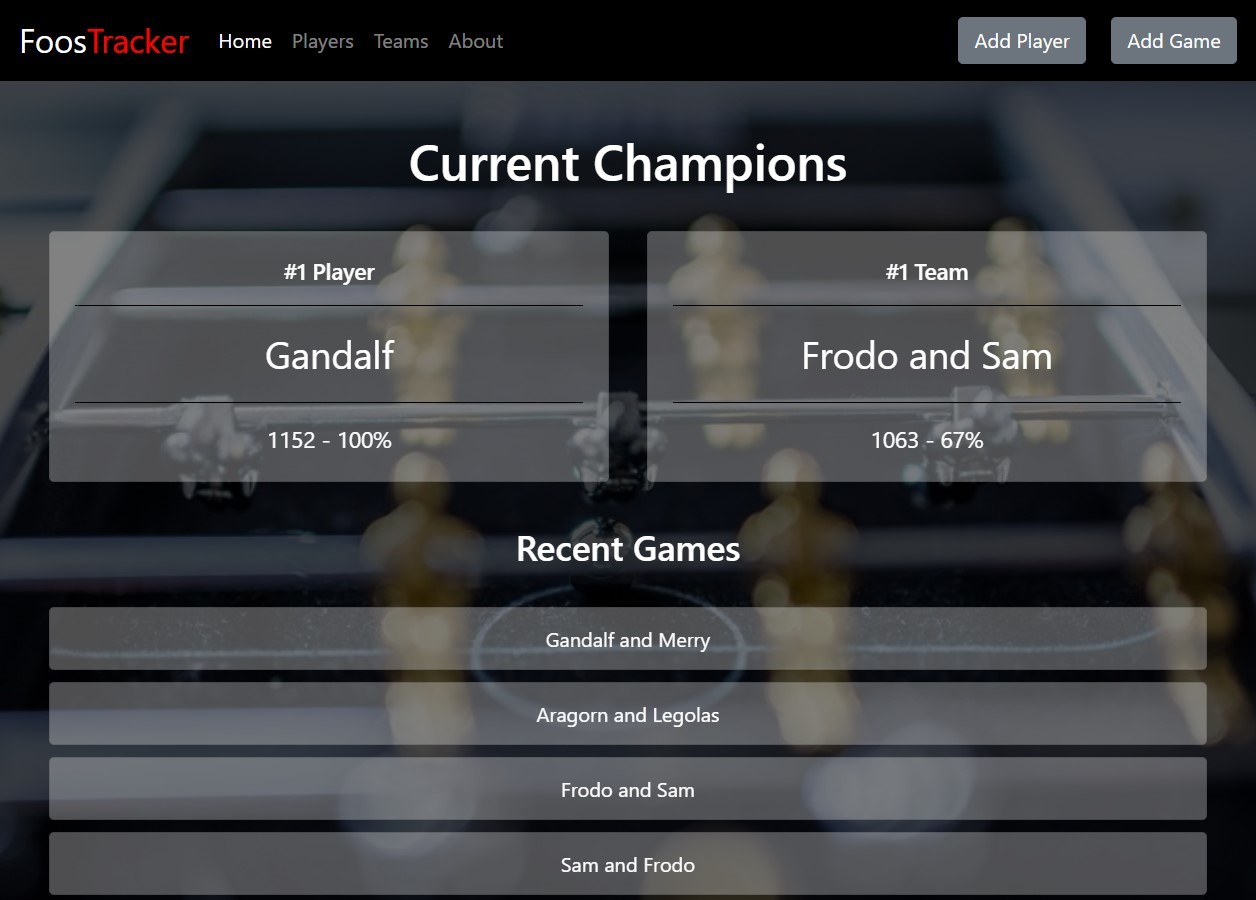 FoosTracker Home Players Teams About Add Player Add Game
Current Champions
#1 Player
Gandalf
1152 - 100%
#1 Team
Frodo and Sam
1063 - 67%
Recent Games
Gandalf and Merry
Aragorn and Legolas
Frodo and Sam
Sam and Frodo